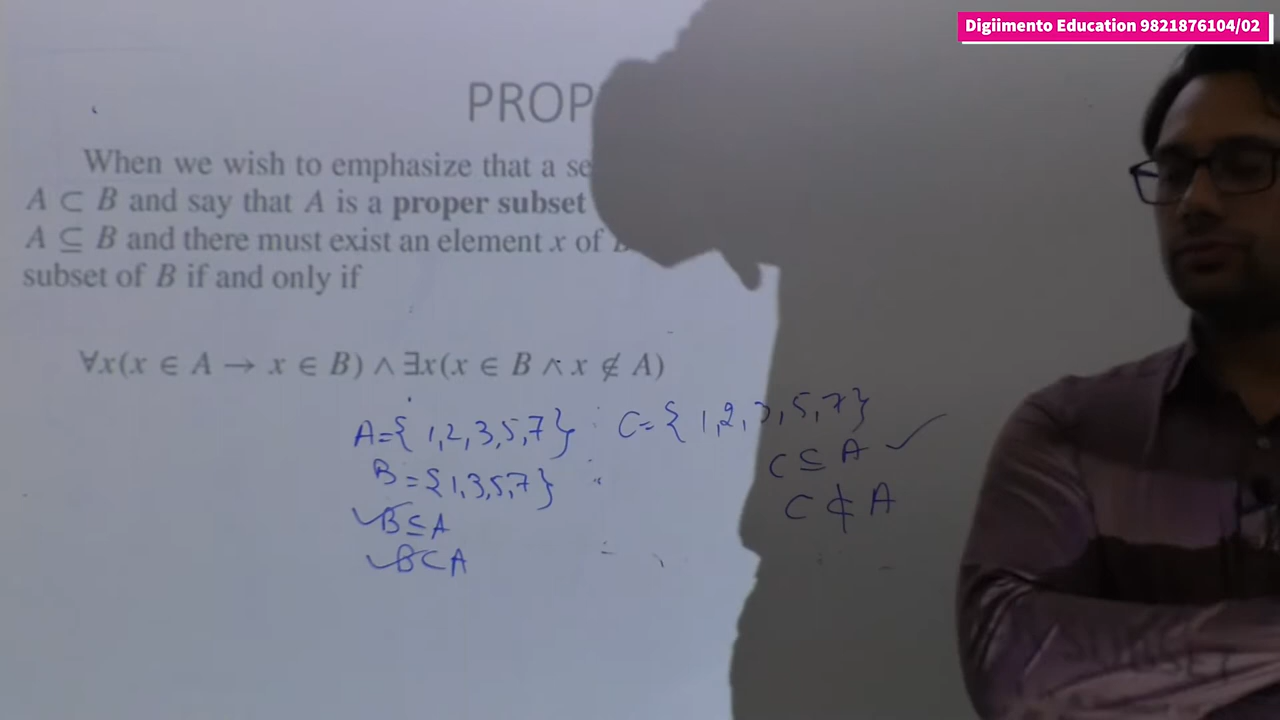 Digiimento Education 9821876104/02
PROP
When we wish to emphasize that a se
A ⊂ B and say that A is a proper subset
A ⊆ B and there must exist an element x of B
subset of B if and only if
∀x(x ∈ A → x ∈ B) ∧ ∃x(x ∈ B ∧ x ∉ A)
A={ 1,2,3,5,7} C={ 1,2,3,5,7}
B={1,3,5,7} C ⊆ A ✓
✓B⊆A C ⊄ A
✓B⊂A